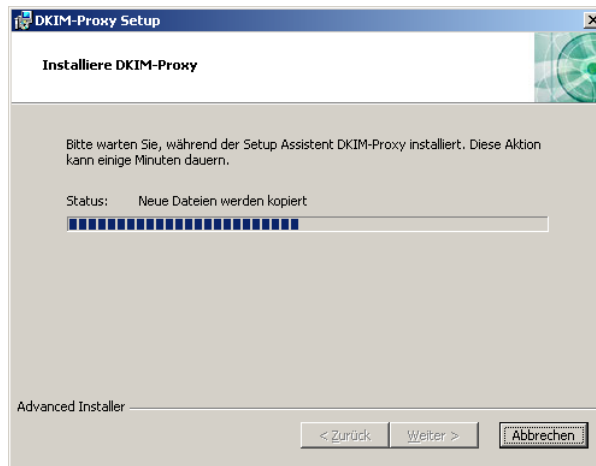 DKIM-Proxy Setup
Installiere DKIM-Proxy
Bitte warten Sie, während der Setup Assistent DKIM-Proxy installiert. Diese Aktion
kann einige Minuten dauern.
Status: Neue Dateien werden kopiert
Advanced Installer
< Zurück Weiter > Abbrechen